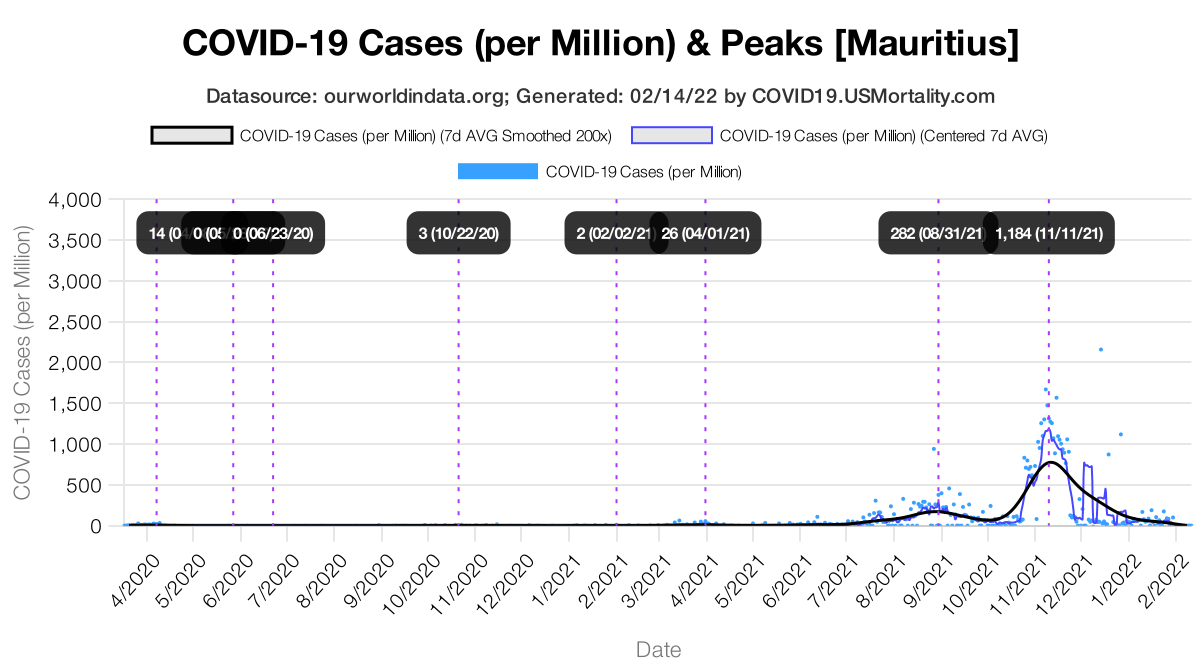 COVID-19 Cases (per Million) & Peaks [Mauritius]
Datasource: ourworldindata.org; Generated: 02/14/22 by COVID19.USMortality.com
COVID-19 Cases (per Million) (7d AVG Smoothed 200x) COVID-19 Cases (per Million) (Centered 7d AVG)
COVID-19 Cases (per Million)
COVID-19 Cases (per Million)
4,000
3,500
3,000
2,500
2,000
1,500
1,000
500
0
14 (04 0 (05/ 0 (06/23/20) 3 (10/22/20) 2 (02/02/21) 26 (04/01/21) 282 (08/31/21) 1,184 (11/11/21)
4/2020 5/2020 6/2020 7/2020 8/2020 9/2020 10/2020 11/2020 12/2020 1/2021 2/2021 3/2021 4/2021 5/2021 6/2021 7/2021 8/2021 9/2021 10/2021 11/2021 12/2021 1/2022 2/2022
Date